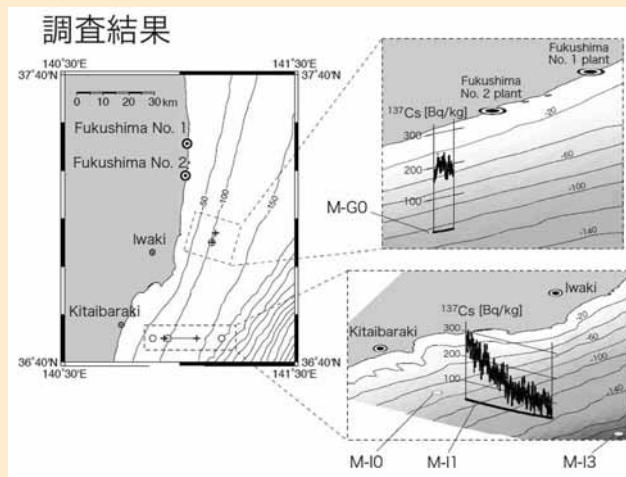 調査結果
140˚30'E
141˚30'E
37˚40'N
37˚40'N
0 10 20 30
km
Fukushima No. 1
Fukushima No. 2
-50
-100
-150
Iwaki
Kitaibaraki
36˚40'N
36˚40'N
140˚30'E
141˚30'E
Fukushima
No. 1 plant
Fukushima
No. 2 plant
¹³⁷Cs [Bq/kg]
300
200
100
-20
-60
-100
-140
M-G0
Iwaki
¹³⁷Cs [Bq/kg]
Kitaibaraki
300
200
100
-20
-60
-100
-140
M-I0
M-I1
M-I3